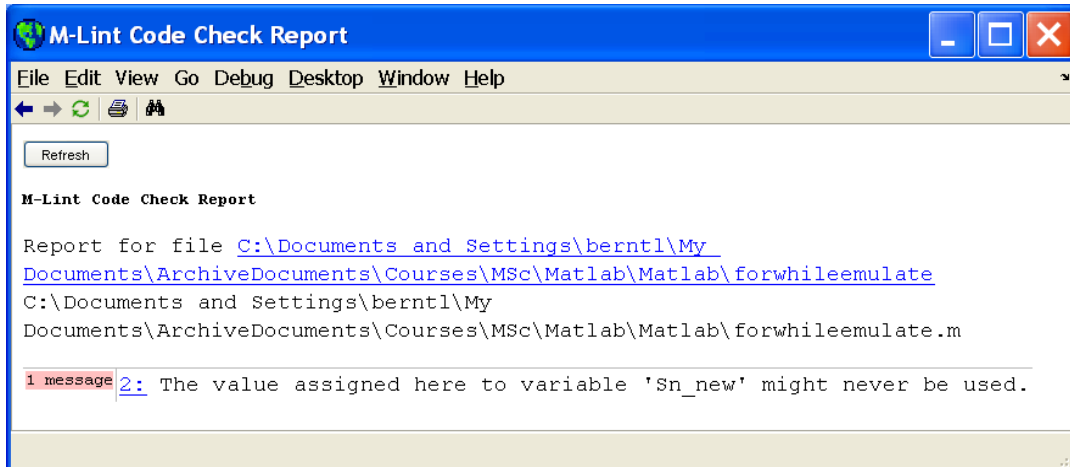 M-Lint Code Check Report
File Edit View Go Debug Desktop Window Help
Refresh
M-Lint Code Check Report
Report for file C:\Documents and Settings\berntl\My
Documents\ArchiveDocuments\Courses\MSc\Matlab\Matlab\forwhileemulate
C:\Documents and Settings\berntl\My
Documents\ArchiveDocuments\Courses\MSc\Matlab\Matlab\forwhileemulate.m
1 message 2: The value assigned here to variable 'Sn_new' might never be used.